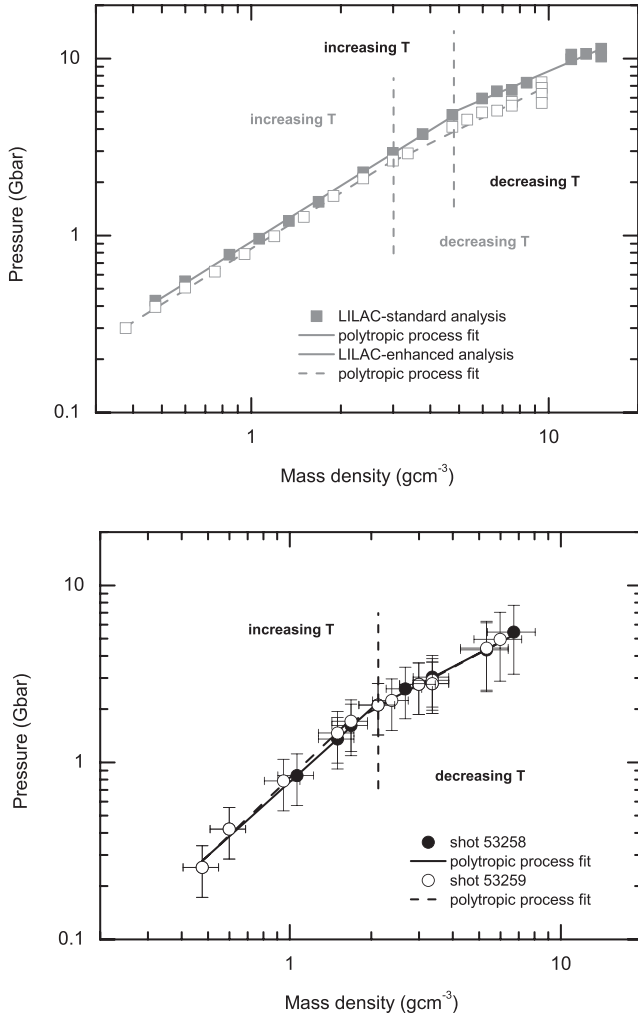 10
1
0.1
Pressure (Gbar)
increasing T
increasing T
decreasing T
decreasing T
LILAC-standard analysis
polytropic process fit
LILAC-enhanced analysis
polytropic process fit
1
10
Mass density (gcm-3)
10
1
0.1
Pressure (Gbar)
increasing T
decreasing T
shot 53258
polytropic process fit
shot 53259
polytropic process fit
1
10
Mass density (gcm-3)